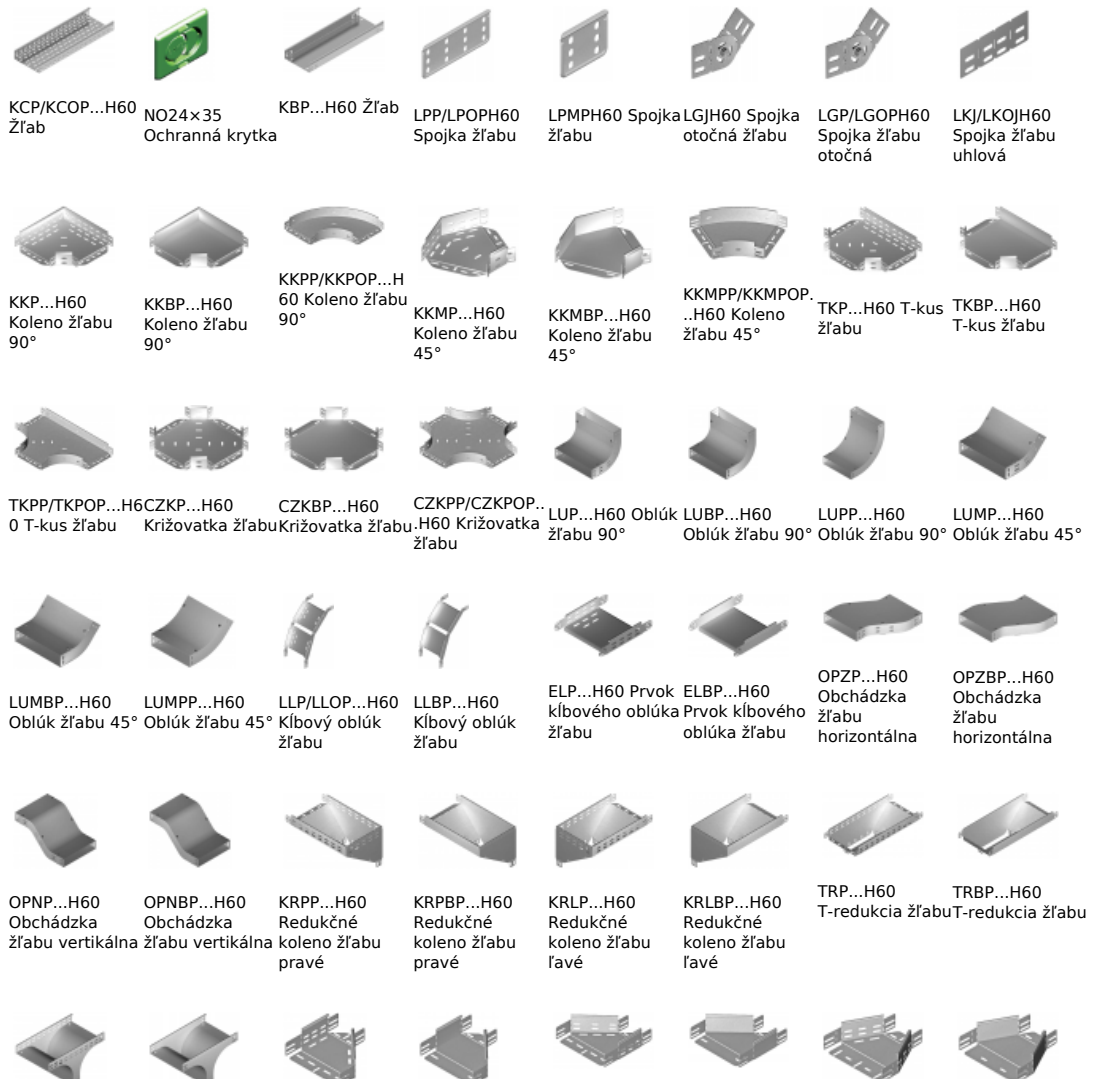 KCP/KCOP...H60
Žľab
NO24×35
Ochranná krytka
KBP...H60 Žľab
LPP/LPOPH60
Spojka žľabu
LPMPH60 Spojka
žľabu
LGJH60 Spojka
otočná žľabu
LGP/LGOPH60
Spojka žľabu
otočná
LKJ/LKOJH60
Spojka žľabu
uhlová
KKP...H60
Koleno žľabu
90°
KKBP...H60
Koleno žľabu
90°
KKPP/KKPOP...H
60 Koleno žľabu
90°
KKMP...H60
Koleno žľabu
45°
KKMBP...H60
Koleno žľabu
45°
KKMPP/KKMPOP.
..H60 Koleno
žľabu 45°
TKP...H60 T-kus
žľabu
TKBP...H60
T-kus žľabu
TKPP/TKPOP...H6
0 T-kus žľabu
CZKP...H60
Križovatka žľabu
CZKBP...H60
Križovatka žľabu
CZKPP/CZKPOP..
.H60 Križovatka
žľabu
LUP...H60 Oblúk
žľabu 90°
LUBP...H60
Oblúk žľabu 90°
LUPP...H60
Oblúk žľabu 90°
LUMP...H60
Oblúk žľabu 45°
LUMBP...H60
Oblúk žľabu 45°
LUMPP...H60
Oblúk žľabu 45°
LLP/LLOP...H60
Kĺbový oblúk
žľabu
LLBP...H60
Kĺbový oblúk
žľabu
ELP...H60 Prvok
kĺbového oblúka
žľabu
ELBP...H60
Prvok kĺbového
oblúka žľabu
OPZP...H60
Obchádzka
žľabu
horizontálna
OPZBP...H60
Obchádzka
žľabu
horizontálna
OPNP...H60
Obchádzka
žľabu vertikálna
OPNBP...H60
Obchádzka
žľabu vertikálna
KRPP...H60
Redukčné
koleno žľabu
pravé
KRPBP...H60
Redukčné
koleno žľabu
pravé
KRLP...H60
Redukčné
koleno žľabu
ľavé
KRLBP...H60
Redukčné
koleno žľabu
ľavé
TRP...H60
T-redukcia žľabu
TRBP...H60
T-redukcia žľabu